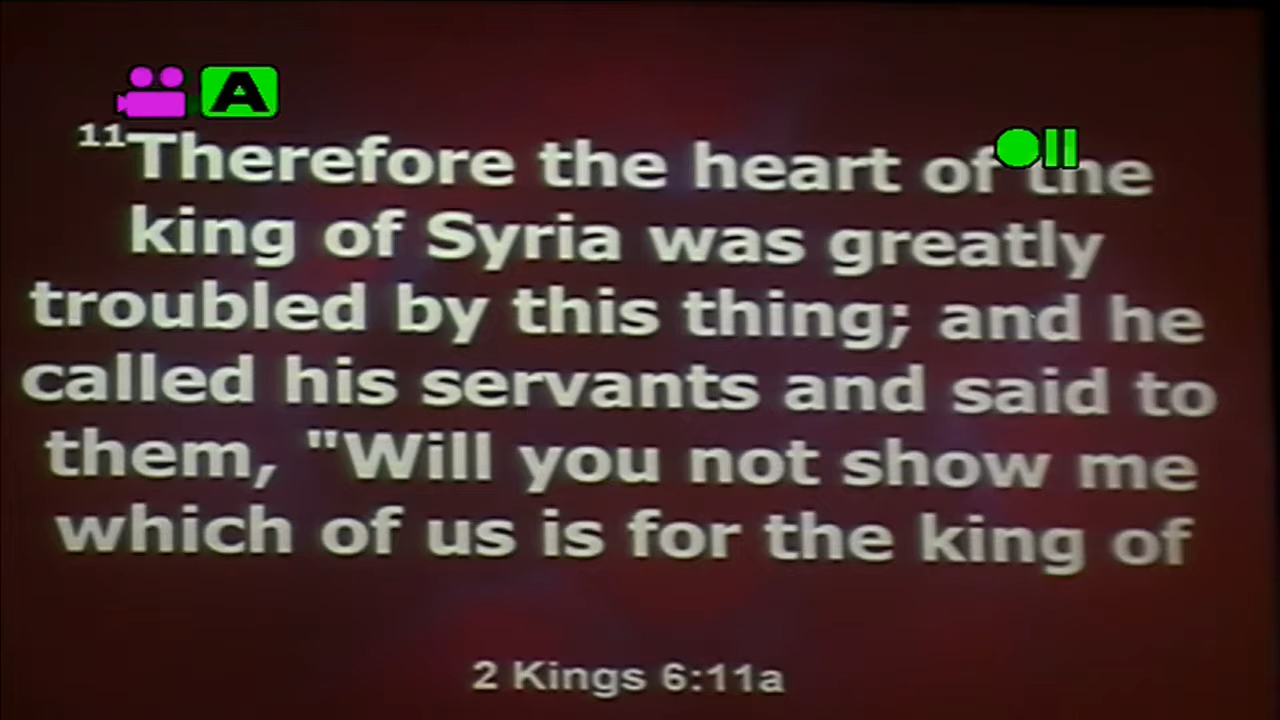 A
11Therefore the heart of the
king of Syria was greatly
troubled by this thing; and he
called his servants and said to
them, "Will you not show me
which of us is for the king of
2 Kings 6:11a